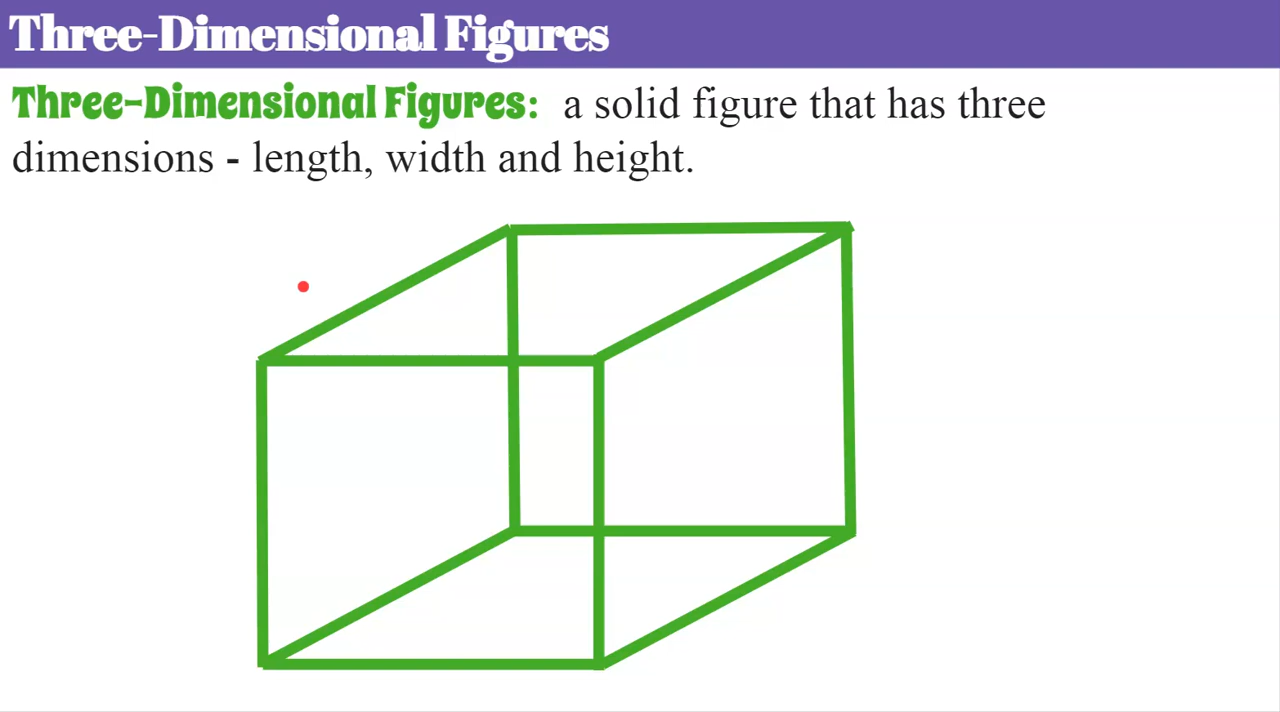 Three-Dimensional Figures
Three-Dimensional Figures: a solid figure that has three
dimensions - length, width and height.